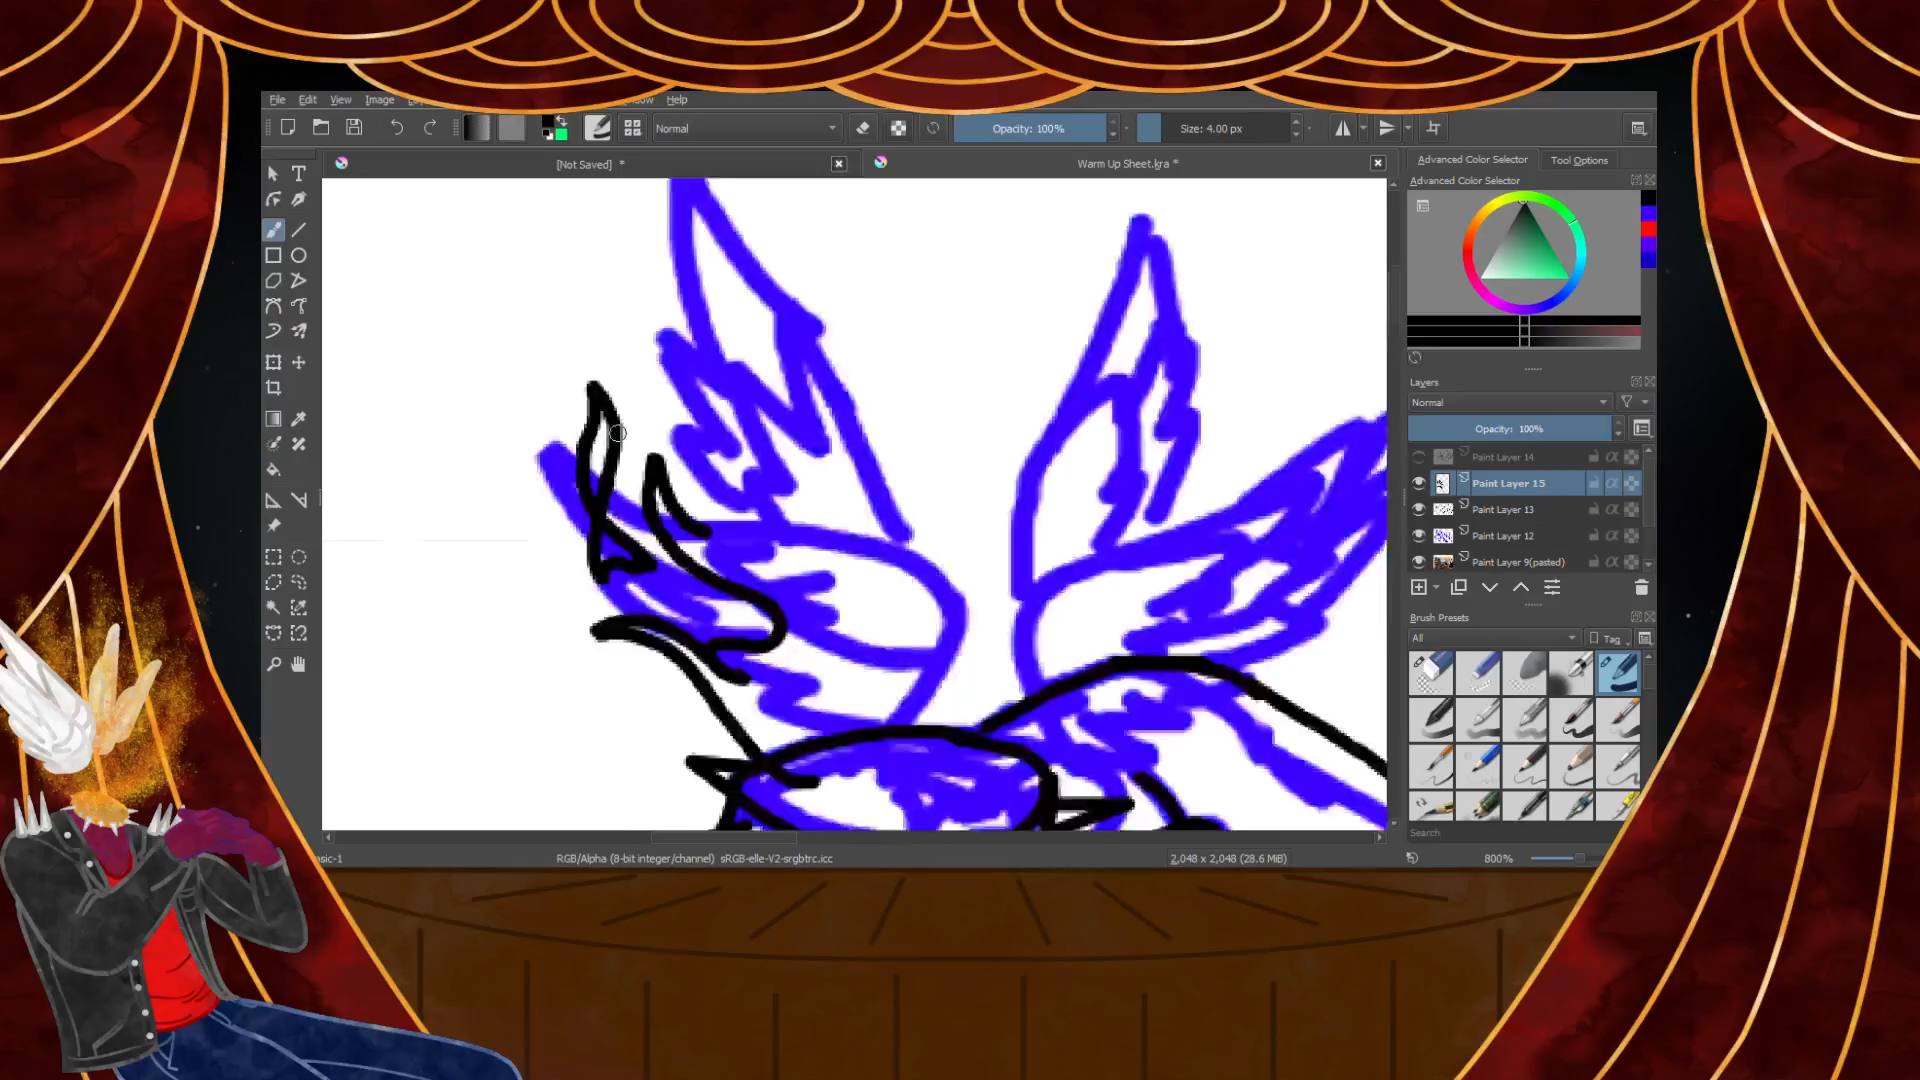 File Edit View Image Help
Normal Opacity: 100% Size: 4.00 px
[Not Saved] * Warm Up Sheet.kra *
Advanced Color Selector Tool Options
Advanced Color Selector
Layers
Normal
Opacity: 100%
Paint Layer 14
Paint Layer 15
Paint Layer 13
Paint Layer 12
Paint Layer 9(pasted)
Brush Presets
All Tag
Search
RGB/Alpha (8-bit integer/channel) sRGB-elle-V2-srgbtrc.icc 2,048 x 2,048 (28.6 MiB) 800%